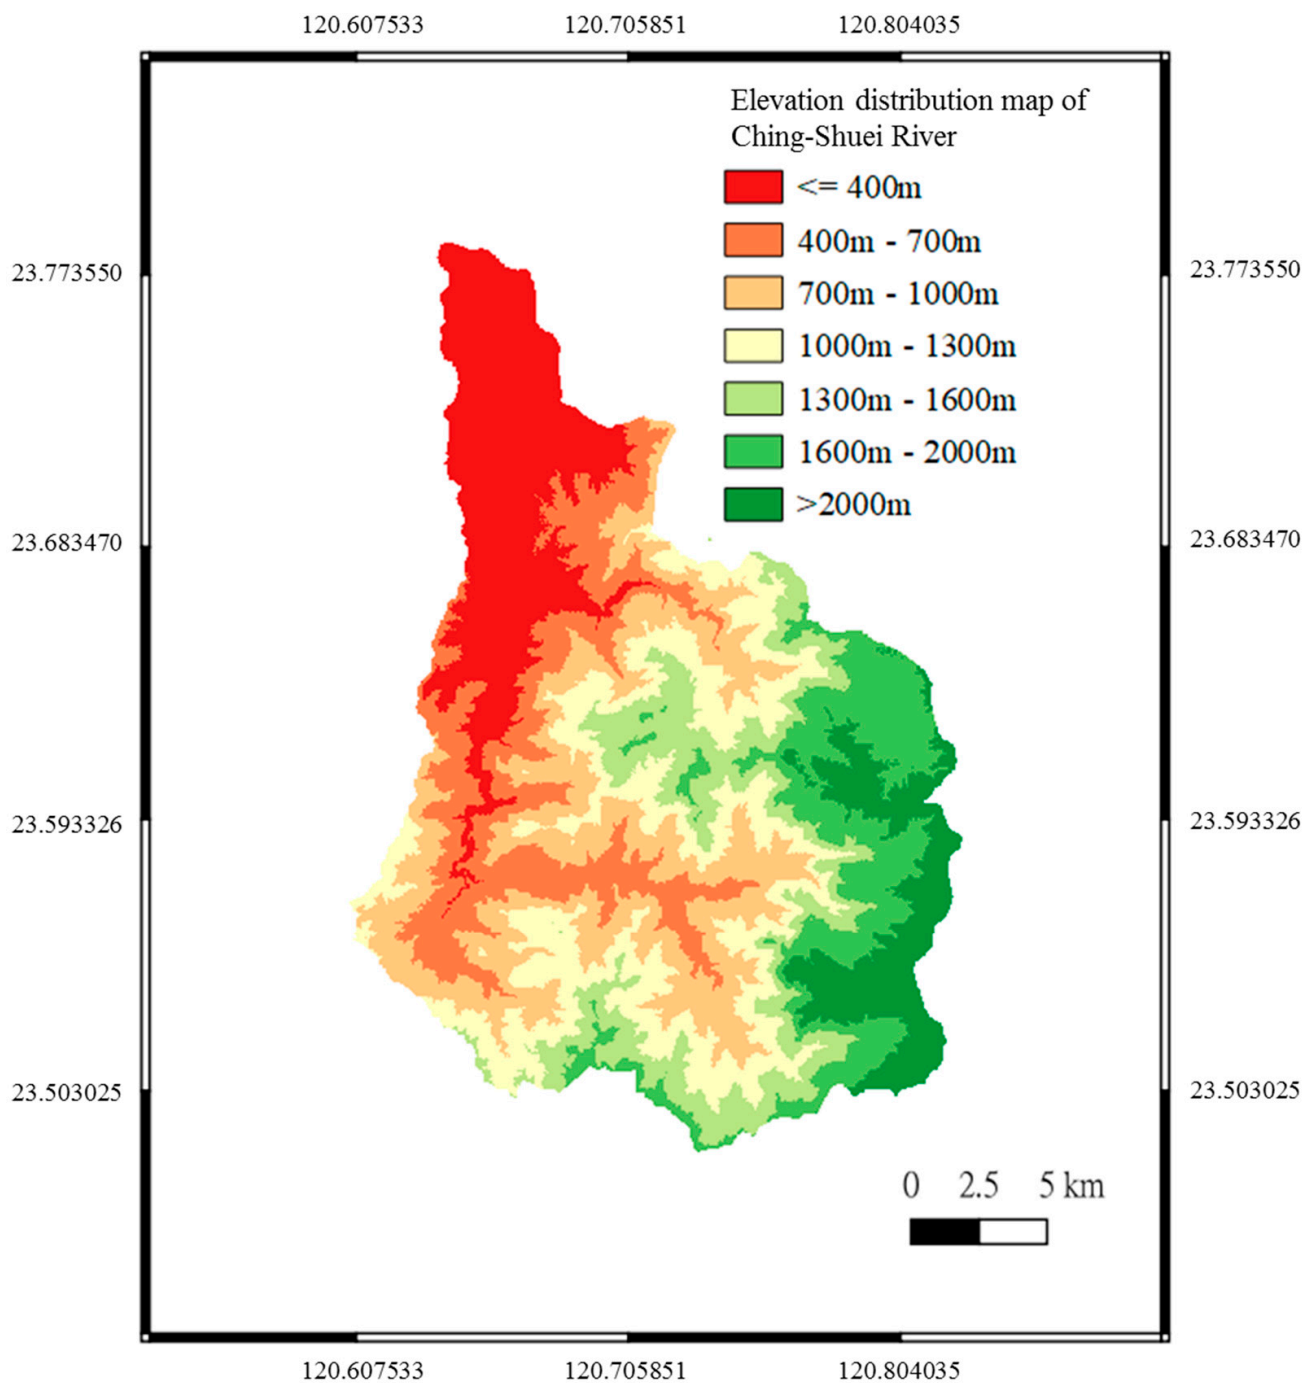 120.607533 120.705851 120.804035
Elevation distribution map of
Ching-Shuei River
<= 400m
400m - 700m
700m - 1000m
1000m - 1300m
1300m - 1600m
1600m - 2000m
>2000m
23.773550 23.773550
23.683470 23.683470
23.593326 23.593326
23.503025 23.503025
0 2.5 5 km
120.607533 120.705851 120.804035